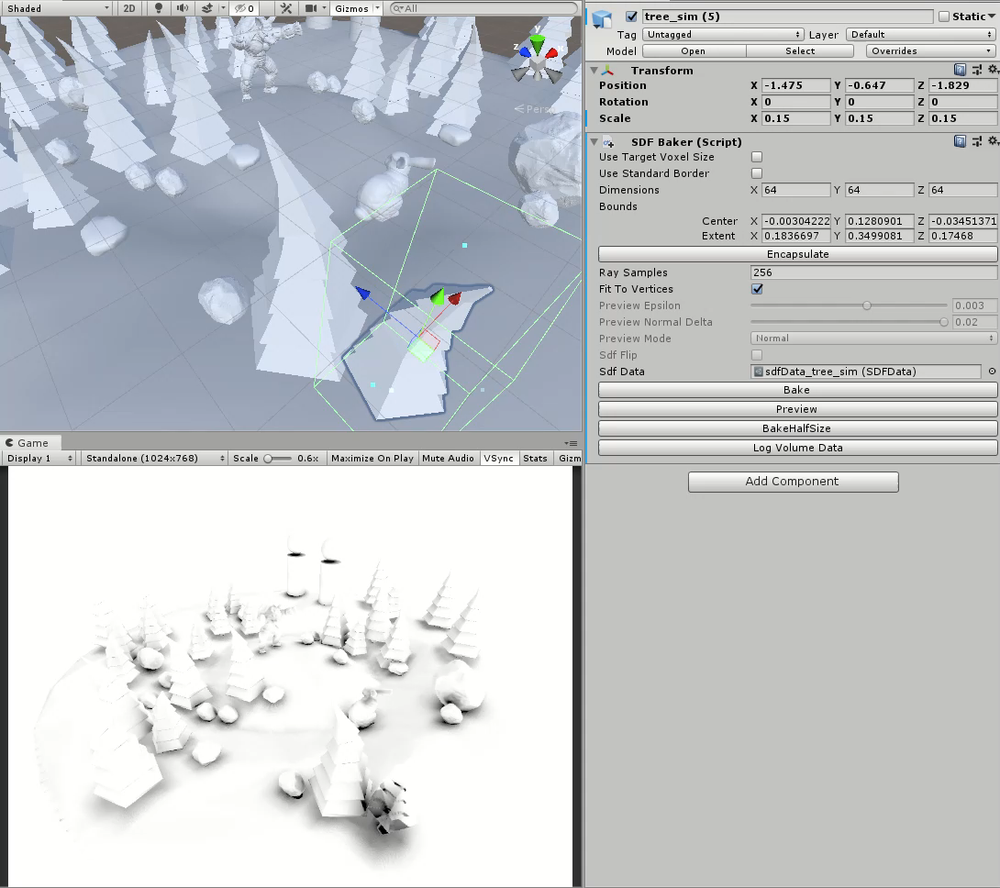 Shaded 2D 0 Gizmos All
y
z x
Persp
Game
Display 1 Standalone (1024x768) Scale 0.6x Maximize On Play Mute Audio VSync Stats Gizm
tree_sim (5) Static
Tag Untagged Layer Default
Model Open Select Overrides
Transform
Position X -1.475 Y -0.647 Z -1.829
Rotation X 0 Y 0 Z 0
Scale X 0.15 Y 0.15 Z 0.15
SDF Baker (Script)
Use Target Voxel Size
Use Standard Border
Dimensions X 64 Y 64 Z 64
Bounds
Center X -0.00304222 Y 0.1280901 Z -0.03451371
Extent X 0.1836697 Y 0.3499081 Z 0.17468
Encapsulate
Ray Samples 256
Fit To Vertices
Preview Epsilon 0.003
Preview Normal Delta 0.02
Preview Mode Normal
Sdf Flip
Sdf Data sdfData_tree_sim (SDFData)
Bake
Preview
BakeHalfSize
Log Volume Data
Add Component